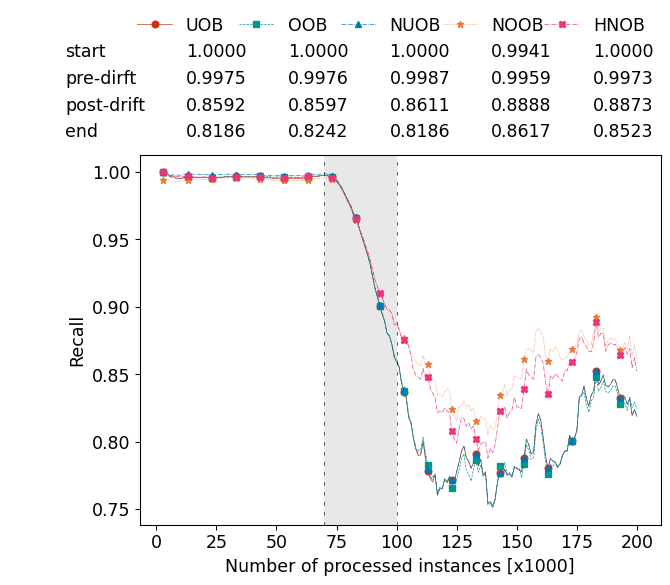 UOB OOB NUOB NOOB HNOB
start 1.0000 1.0000 1.0000 0.9941 1.0000
pre-dirft 0.9975 0.9976 0.9987 0.9959 0.9973
post-drift 0.8592 0.8597 0.8611 0.8888 0.8873
end 0.8186 0.8242 0.8186 0.8617 0.8523
1.00
0.95
0.90
0.85
0.80
0.75
Recall
0 25 50 75 100 125 150 175 200
Number of processed instances [x1000]